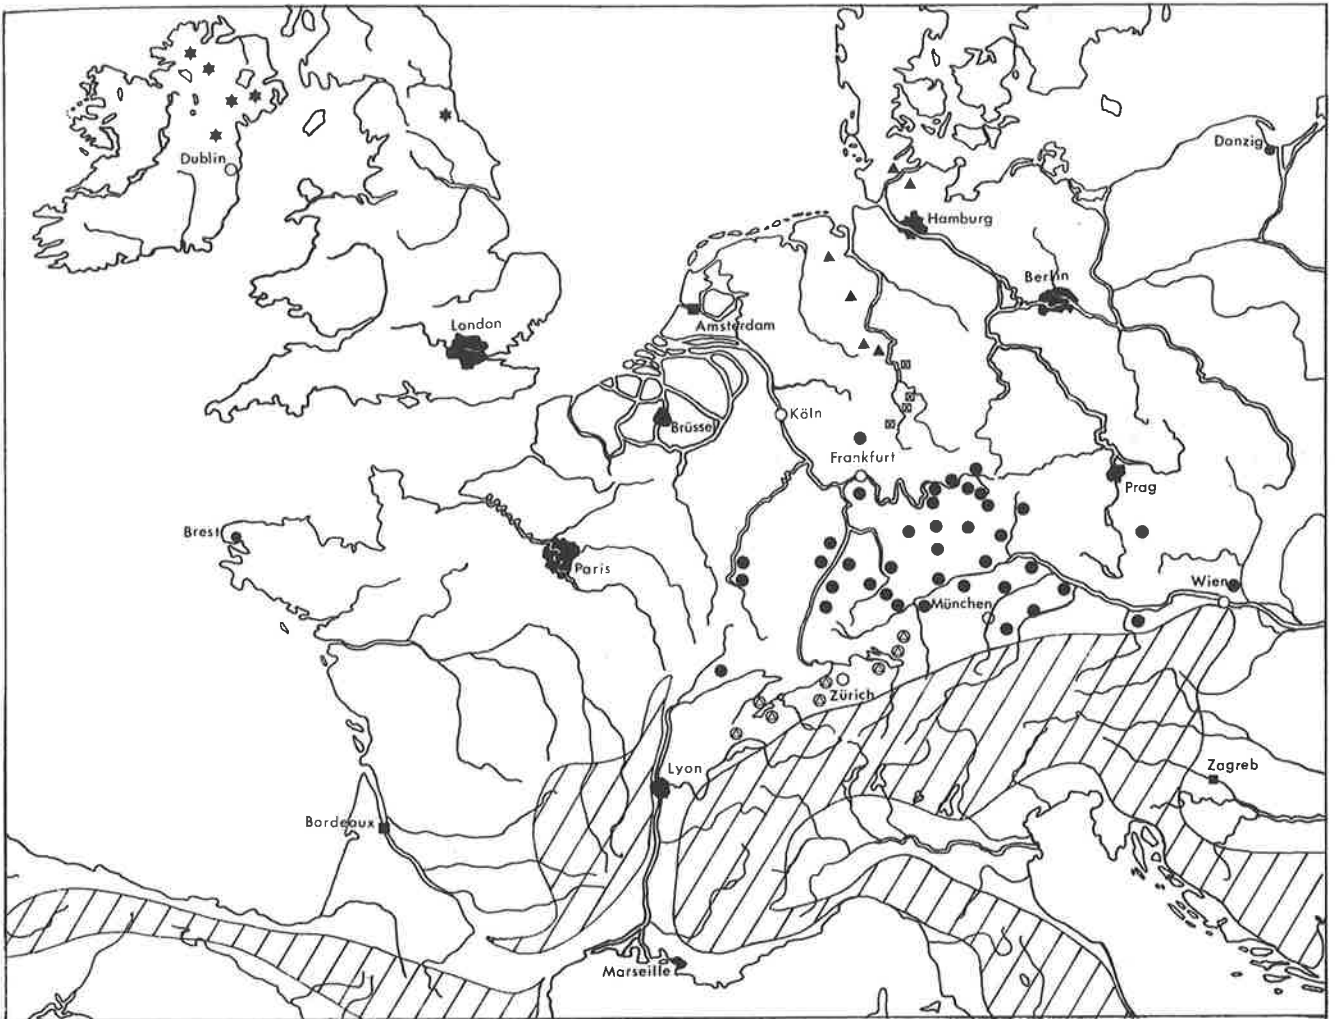 Dublin
Danzig
Hamburg
Berlin
London
Amsterdam
Köln
Brüssel
Frankfurt
Prag
Brest
Paris
Wien
München
Zürich
Lyon
Zagreb
Bordeaux
Marseille